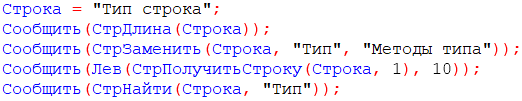 Строка = "Тип строка";
Сообщить(СтрДлина(Строка));
Сообщить(СтрЗаменить(Строка, "Тип", "Методы типа"));
Сообщить(Лев(СтрПолучитьСтроку(Строка, 1), 10));
Сообщить(СтрНайти(Строка, "Тип"));